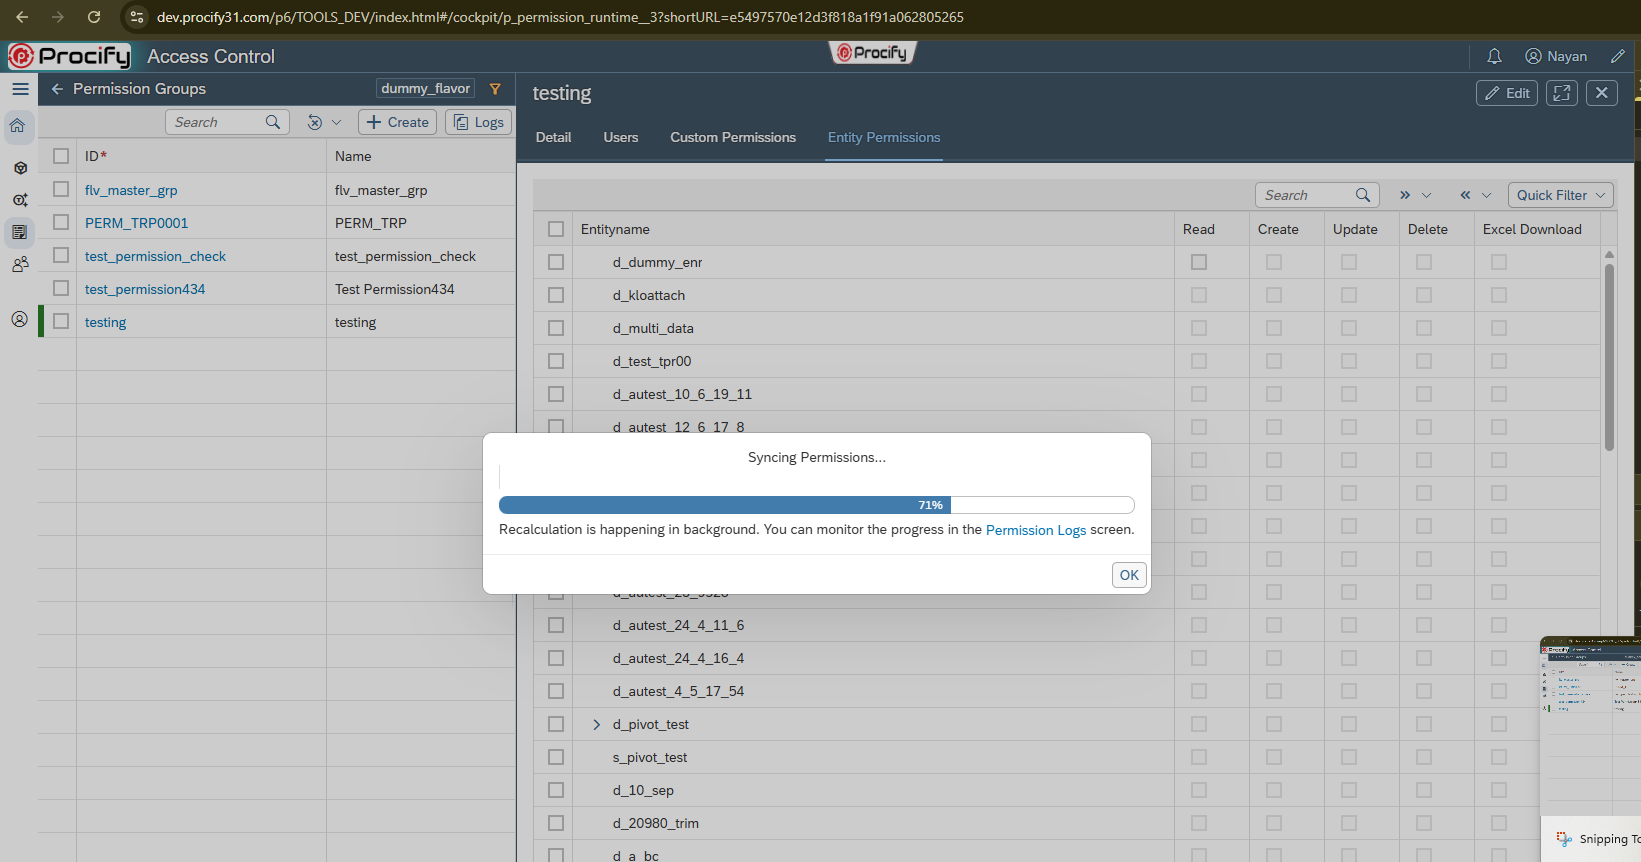 dev.procify31.com/p6/TOOLS_DEV/index.html#/cockpit/p_permission_runtime__3?shortURL=e5497570e12d3f818a1f91a062805265
Procify Access Control
Procify
Nayan
Permission Groups
dummy_flavor
Search
Create
Logs
ID* Name
flv_master_grp flv_master_grp
PERM_TRP0001 PERM_TRP
test_permission_check test_permission_check
test_permission434 Test Permission434
testing testing
testing
Edit
Detail Users Custom Permissions Entity Permissions
Search
Quick Filter
Entityname Read Create Update Delete Excel Download
d_dummy_enr
d_kloattach
d_multi_data
d_test_tpr00
d_autest_10_6_19_11
d_autest_12_6_17_8
Syncing Permissions...
71%
Recalculation is happening in background. You can monitor the progress in the Permission Logs screen.
OK
d_autest_24_4_11_6
d_autest_24_4_16_4
d_autest_4_5_17_54
d_pivot_test
s_pivot_test
d_10_sep
d_20980_trim
d_a_bc
Snipping